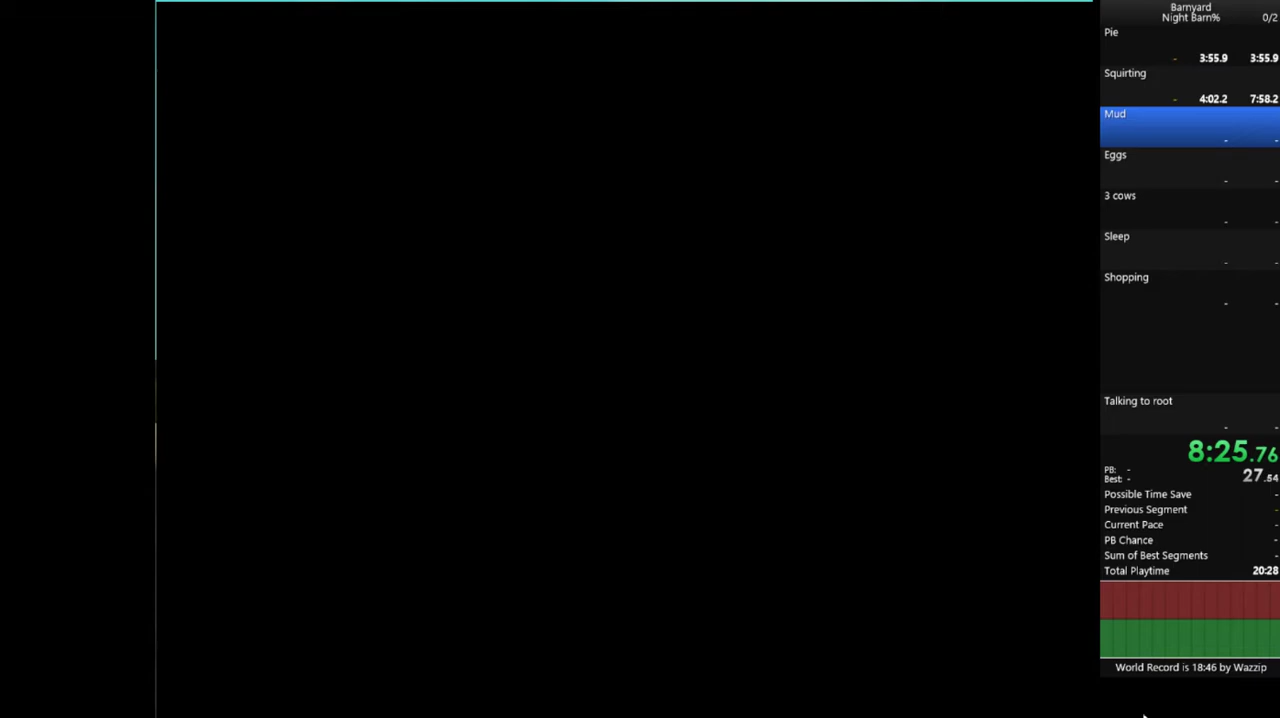 Barnyard
Night Barn% 0/2
Pie
- 3:55.9 3:55.9
Squirting
- 4:02.2 7:58.2
Mud
- -
Eggs
- -
3 cows
- -
Sleep
- -
Shopping
- -
Talking to root
- -
8:25.76
PB: -
Best: - 27.54
Possible Time Save -
Previous Segment -
Current Pace -
PB Chance -
Sum of Best Segments -
Total Playtime 20:28
World Record is 18:46 by Wazzip